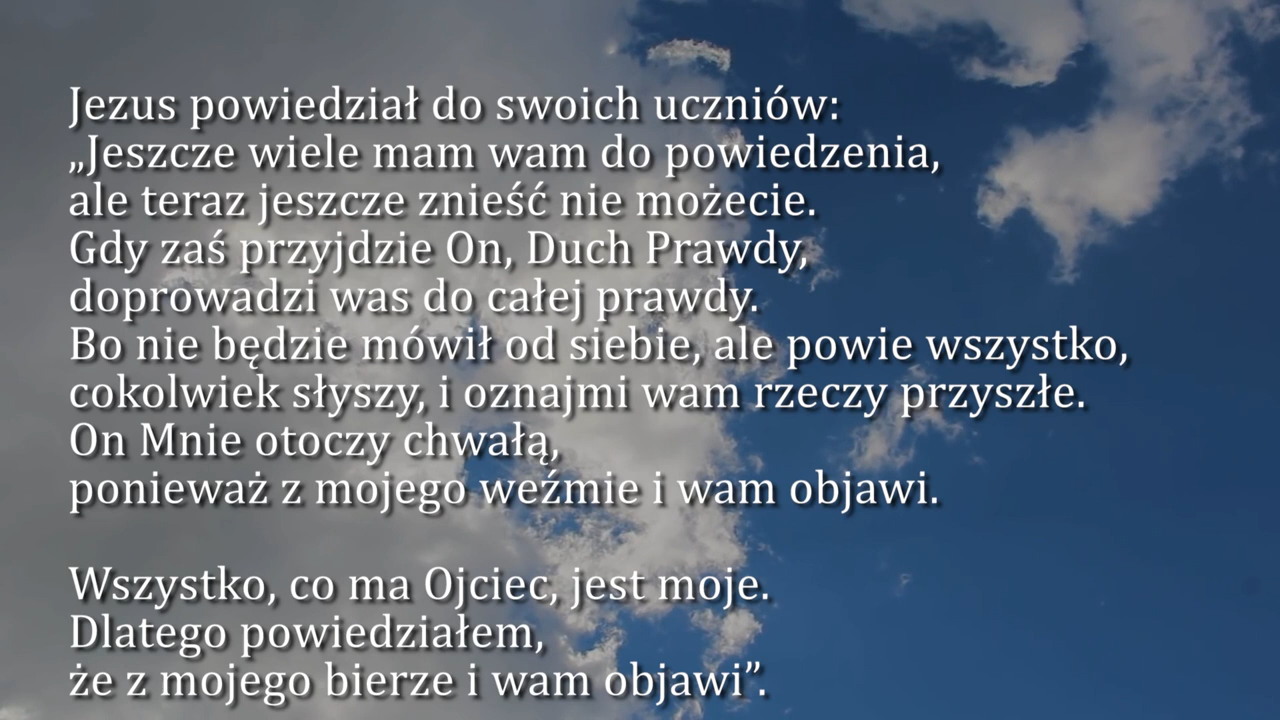 Jezus powiedział do swoich uczniów:
„Jeszcze wiele mam wam do powiedzenia,
ale teraz jeszcze znieść nie możecie.
Gdy zaś przyjdzie On, Duch Prawdy,
doprowadzi was do całej prawdy.
Bo nie będzie mówił od siebie, ale powie wszystko,
cokolwiek słyszy, i oznajmi wam rzeczy przyszłe.
On Mnie otoczy chwałą,
ponieważ z mojego weźmie i wam objawi.
Wszystko, co ma Ojciec, jest moje.
Dlatego powiedziałem,
że z mojego bierze i wam objawi”.